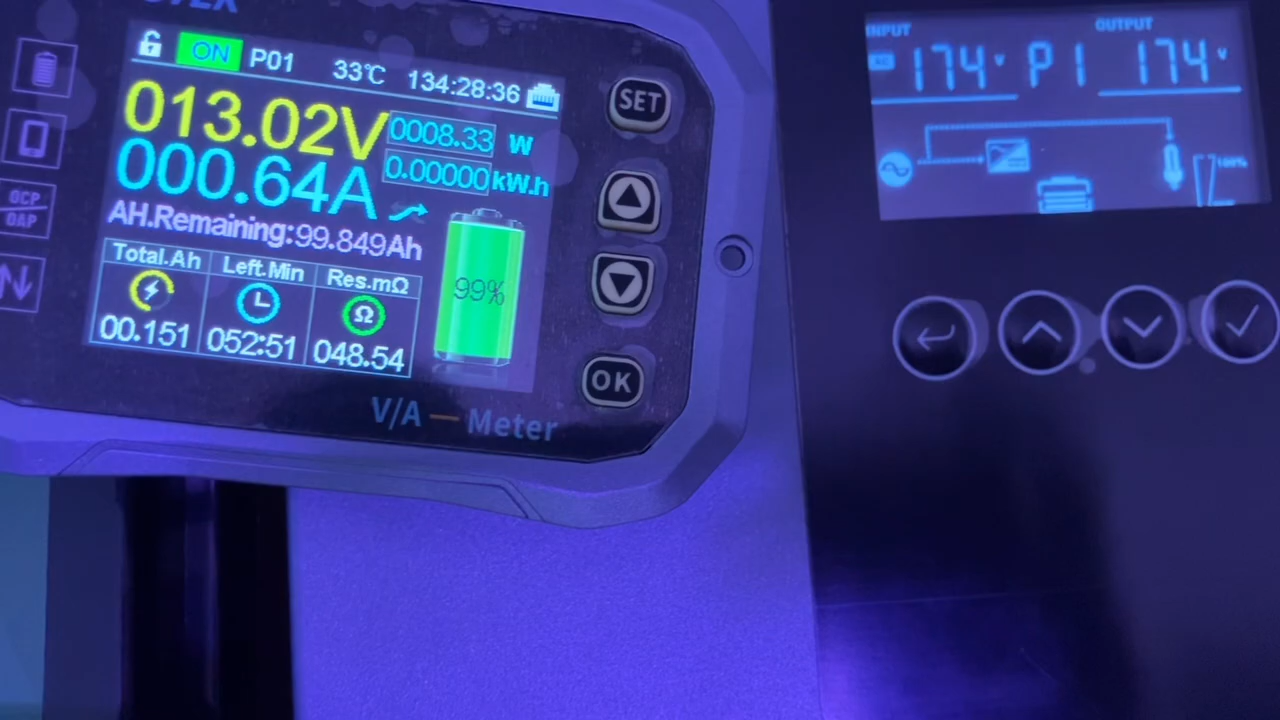 ON P01 33℃ 134:28:36
013.02V 0008.33 W
000.64A 0.00000 kW.h
AH.Remaining:99.849Ah
Total.Ah Left.Min Res.mΩ
Ω
00.151 052:51 048.54
99%
OCP
OAP
SET
OK
V/A — Meter
INPUT OUTPUT
174 V P1 174 V
100%